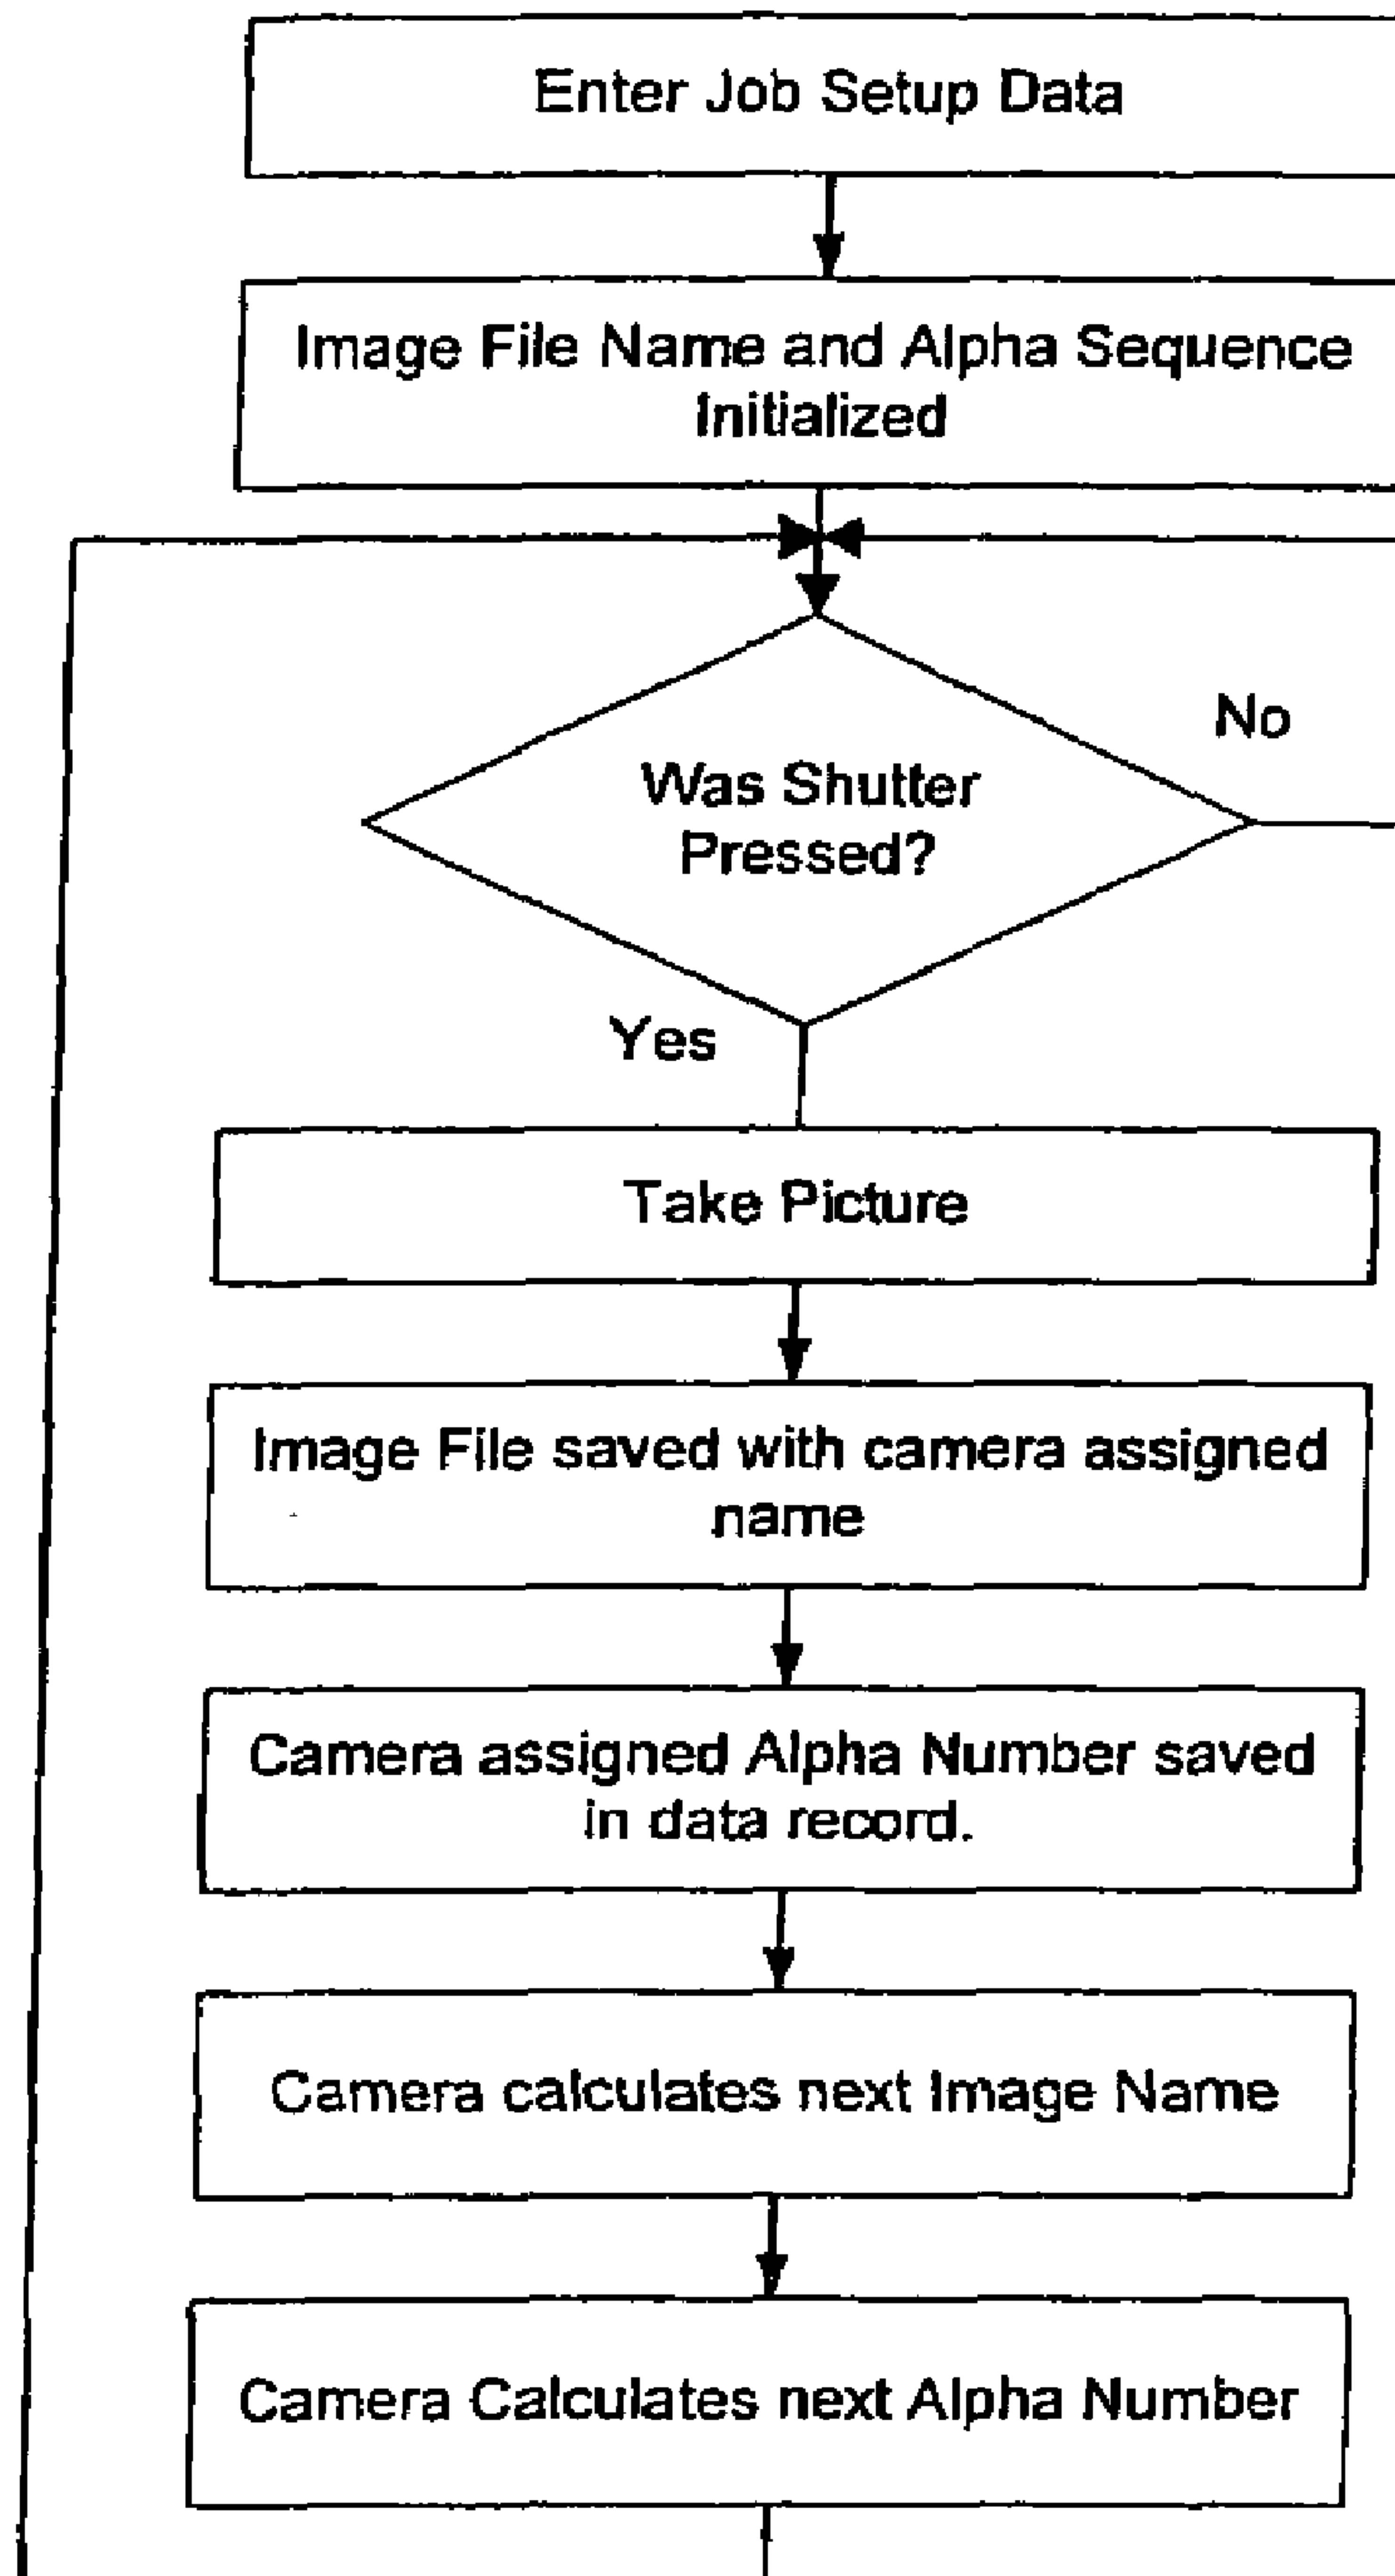 Enter Job Setup Data
Image File Name and Alpha Sequence
Initialized
No
Was Shutter
Pressed?
Yes
Take Picture
Image File saved with camera assigned
name
Camera assigned Alpha Number saved
in data record.
Camera calculates next Image Name
Camera Calculates next Alpha Number